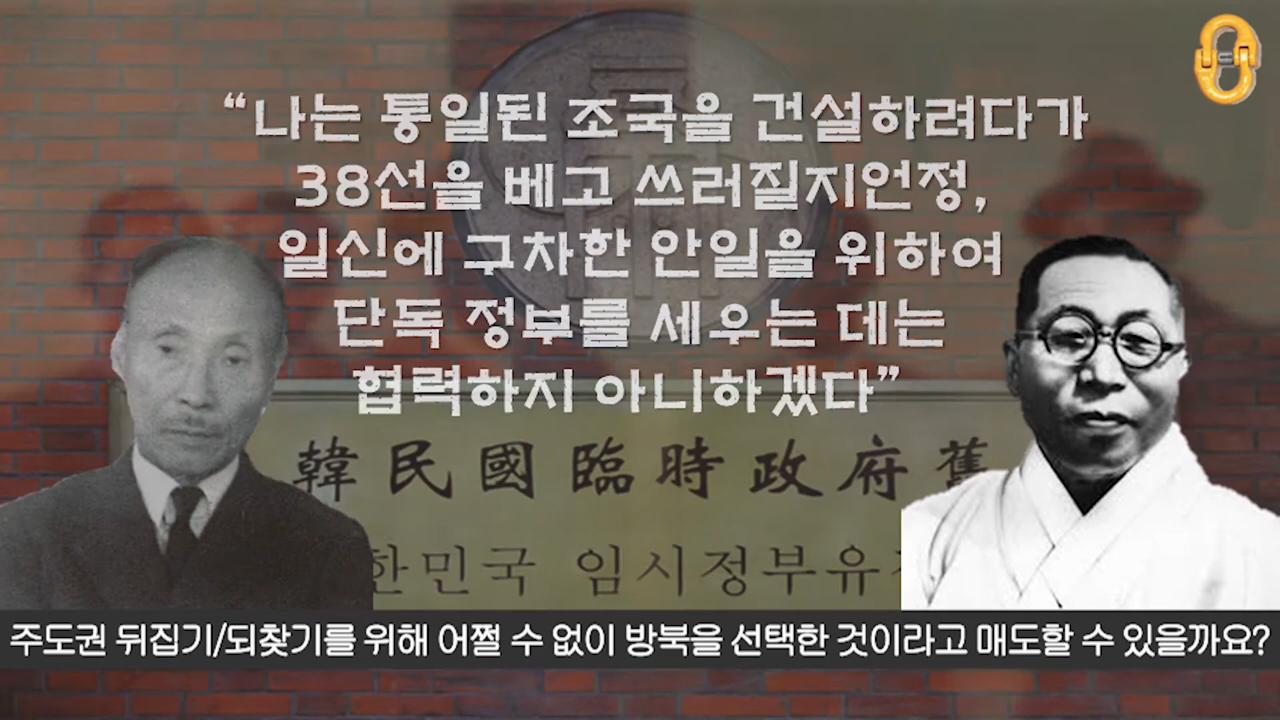 “나는 통일된 조국을 건설하려다가
38선을 베고 쓰러질지언정,
일신에 구차한 안일을 위하여
단독 정부를 세우는 데는
협력하지 아니하겠다”
韓民國臨時政府舊
한민국 임시정부유
주도권 뒤집기/되찾기를 위해 어쩔 수 없이 방북을 선택한 것이라고 매도할 수 있을까요?